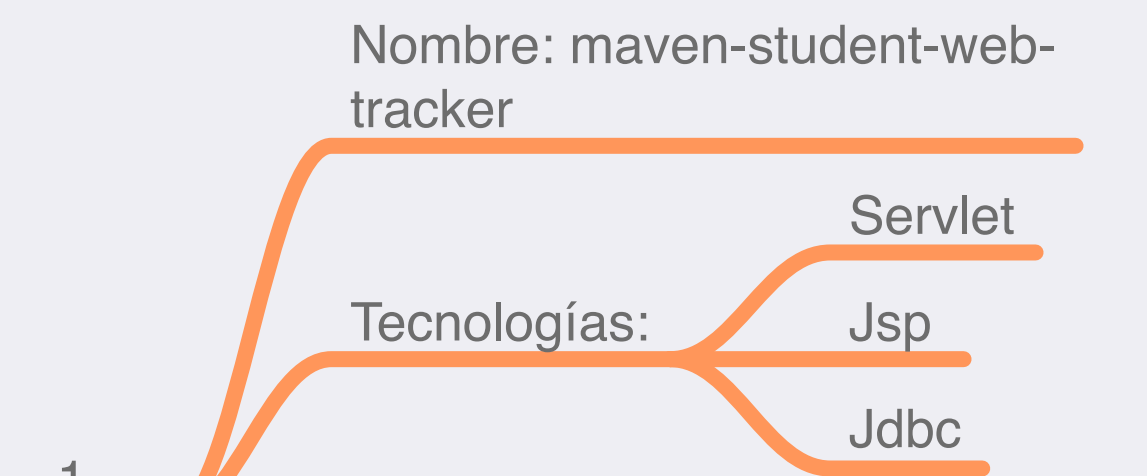 Nombre: maven-student-web-
tracker
Servlet
Tecnologías:
Jsp
Jdbc
1